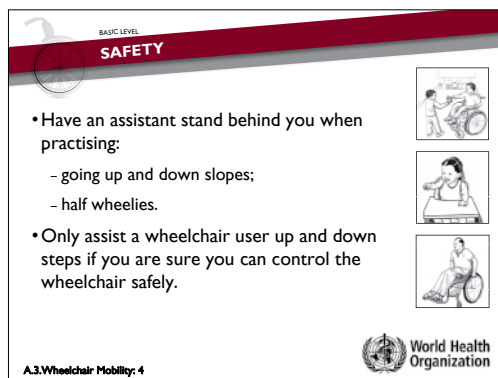 BASIC LEVEL
SAFETY
• Have an assistant stand behind you when
practising:
– going up and down slopes;
– half wheelies.
• Only assist a wheelchair user up and down
steps if you are sure you can control the
wheelchair safely.
A.3.Wheelchair Mobility: 4
World Health
Organization